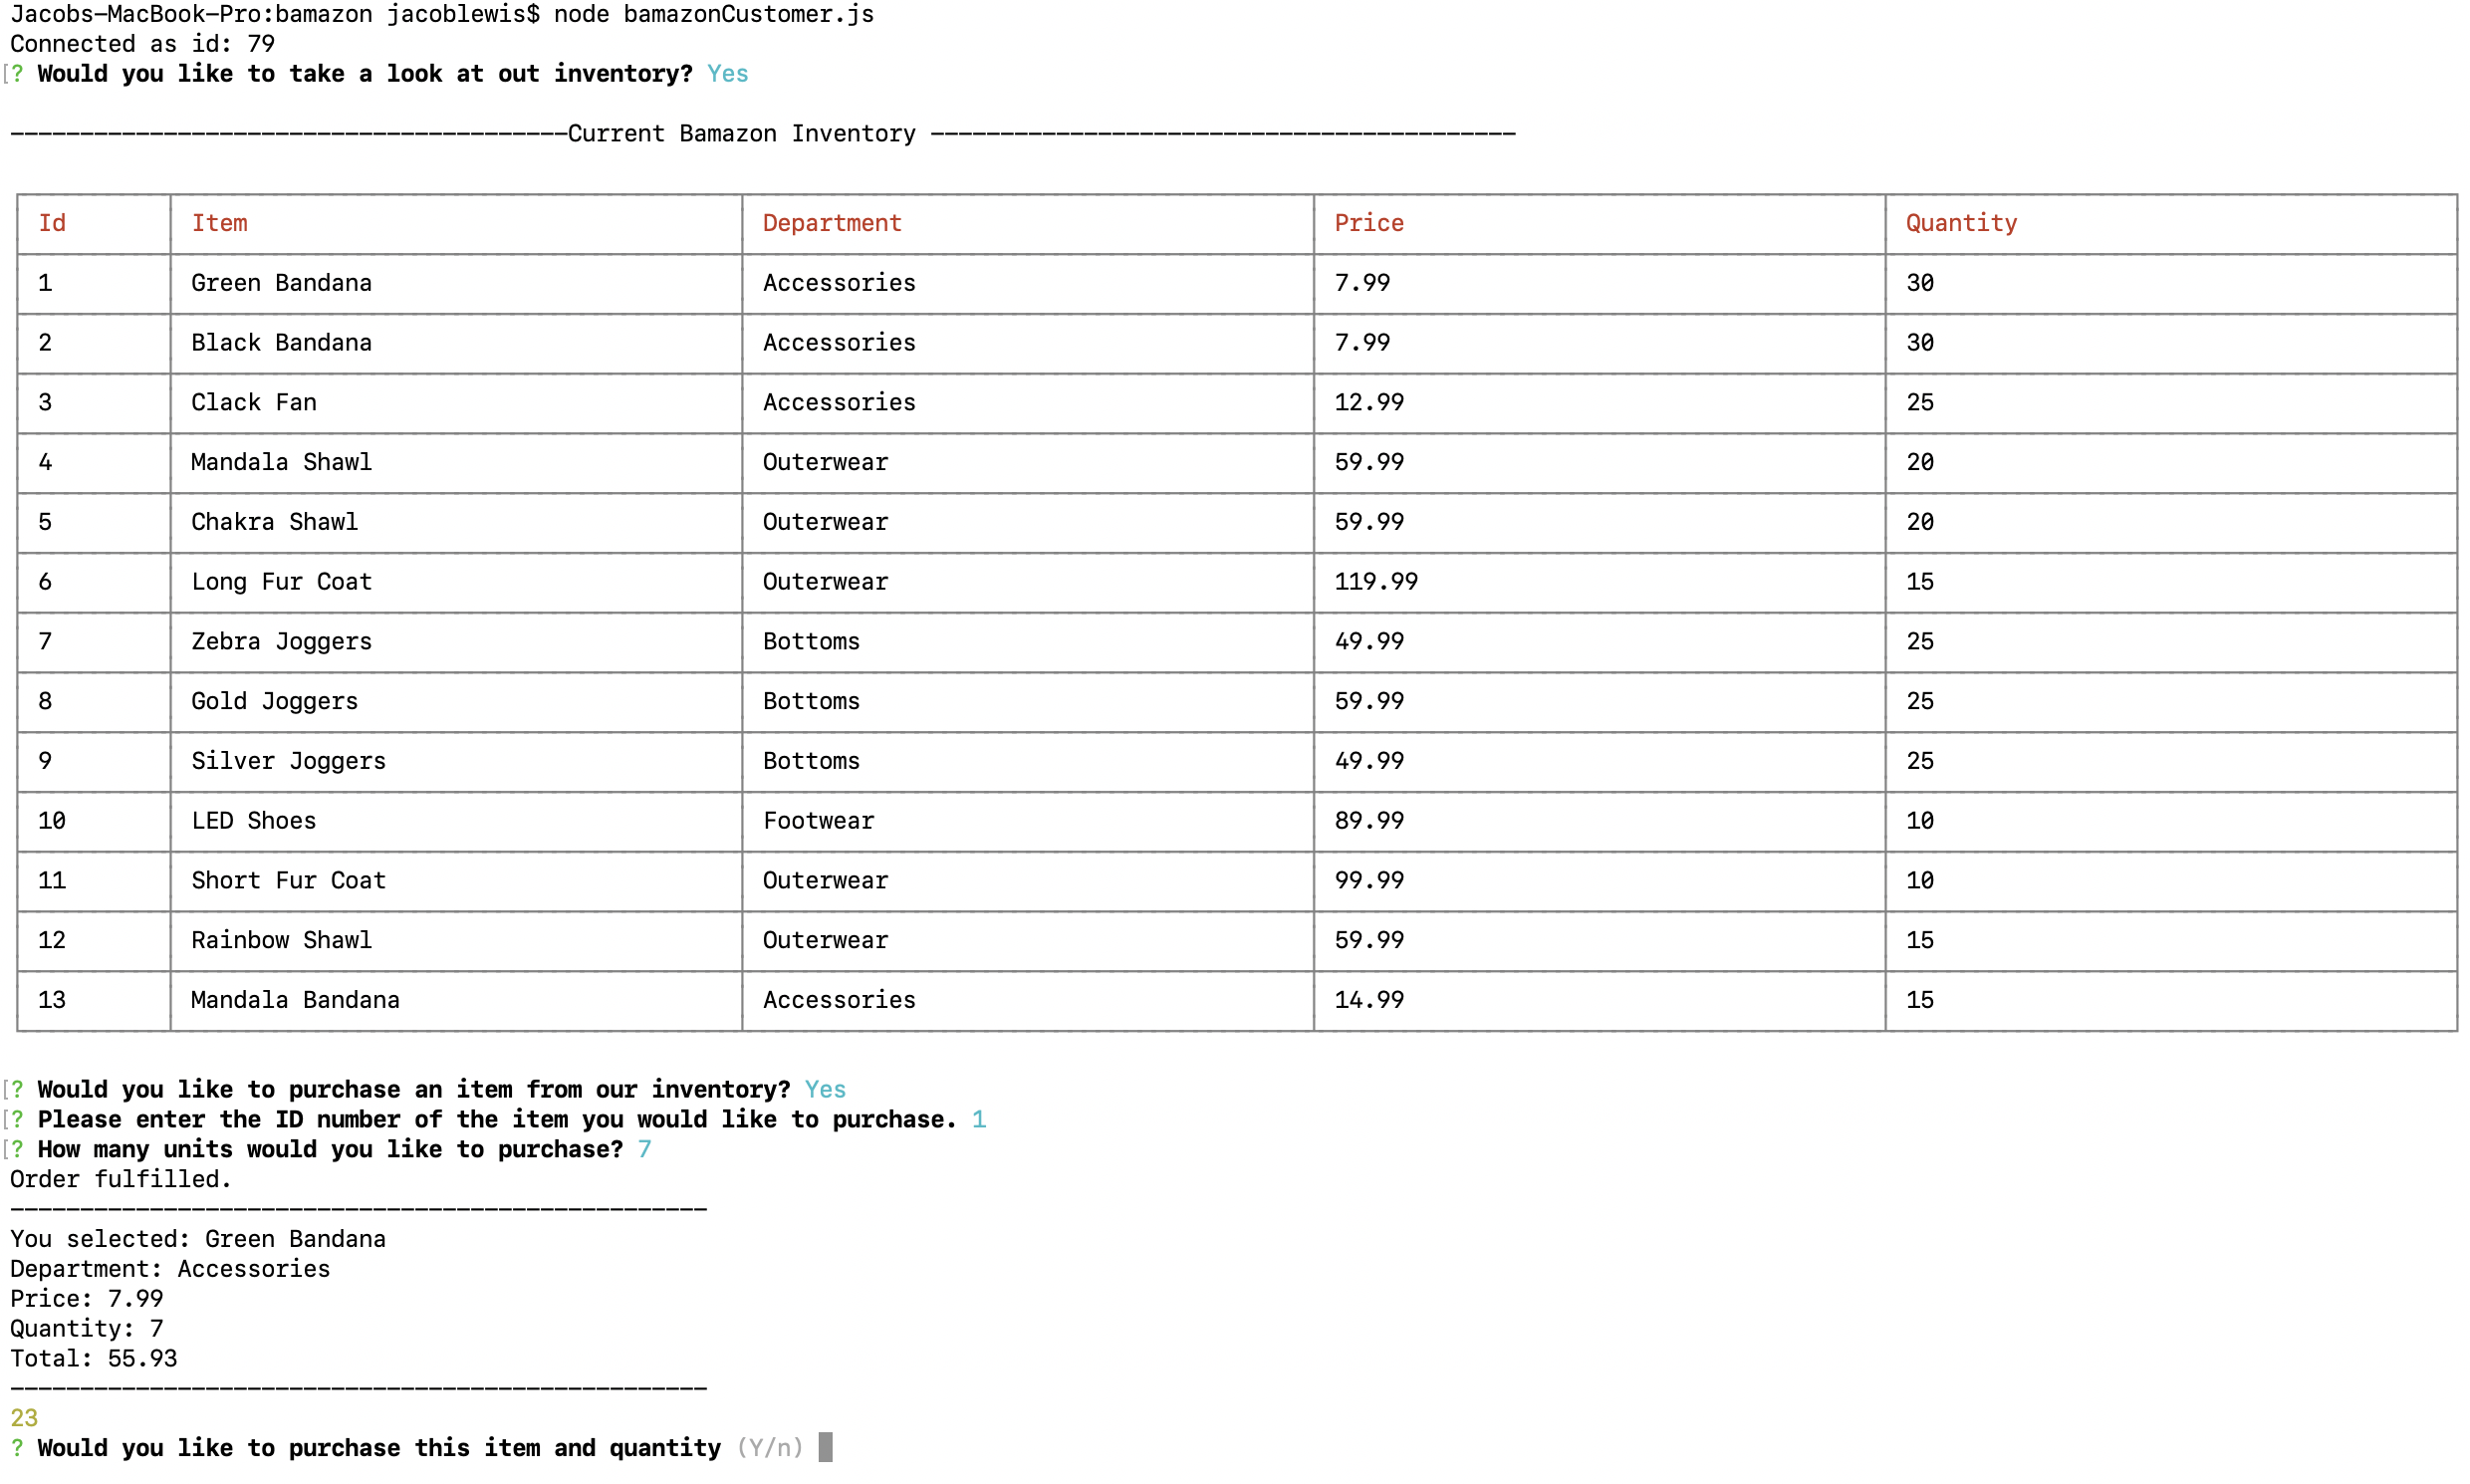 Jacobs-MacBook-Pro:bamazon jacoblewis$ node bamazonCustomer.js
Connected as id: 79
[? Would you like to take a look at out inventory? Yes
----------------------------------------Current Bamazon Inventory ------------------------------------------
Id Item Department Price Quantity
1 Green Bandana Accessories 7.99 30
2 Black Bandana Accessories 7.99 30
3 Clack Fan Accessories 12.99 25
4 Mandala Shawl Outerwear 59.99 20
5 Chakra Shawl Outerwear 59.99 20
6 Long Fur Coat Outerwear 119.99 15
7 Zebra Joggers Bottoms 49.99 25
8 Gold Joggers Bottoms 59.99 25
9 Silver Joggers Bottoms 49.99 25
10 LED Shoes Footwear 89.99 10
11 Short Fur Coat Outerwear 99.99 10
12 Rainbow Shawl Outerwear 59.99 15
13 Mandala Bandana Accessories 14.99 15
[? Would you like to purchase an item from our inventory? Yes
[? Please enter the ID number of the item you would like to purchase. 1
[? How many units would you like to purchase? 7
Order fulfilled.
--------------------------------------------------
You selected: Green Bandana
Department: Accessories
Price: 7.99
Quantity: 7
Total: 55.93
--------------------------------------------------
23
? Would you like to purchase this item and quantity (Y/n)